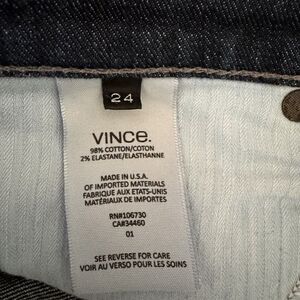 24
VINCE.
98% COTTON/COTON
2% ELASTANE/ELASTHANNE
MADE IN U.S.A.
OF IMPORTED MATERIALS
FABRIQUE AUX ETATS-UNIS
MATÉRIAUX DE IMPORTES
RN#106730
CA#34460
01
SEE REVERSE FOR CARE
VOIR AU VERSO POUR LES SOINS